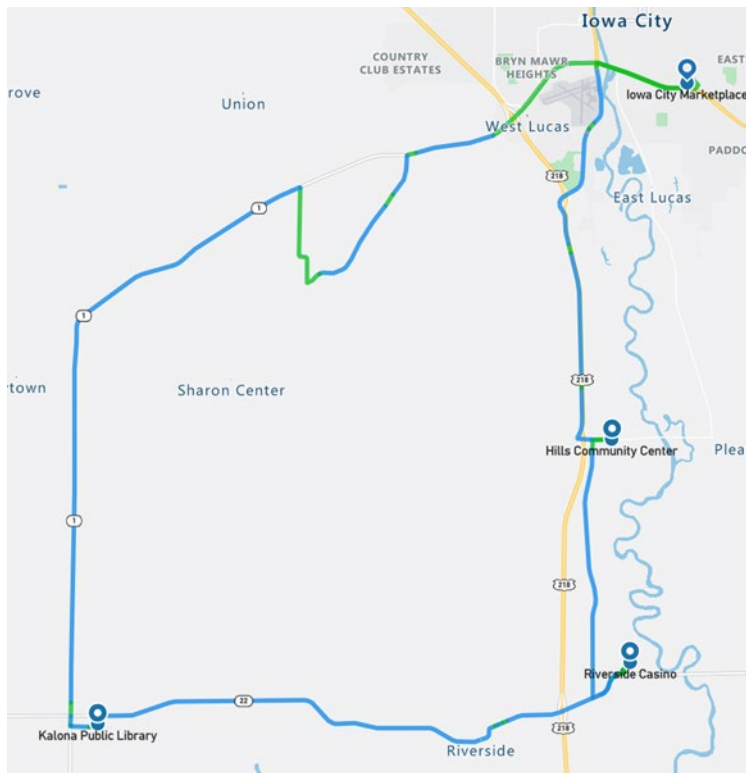 Iowa City
COUNTRY
CLUB ESTATES
BRYN MAWR
HEIGHTS
EAST
Iowa City Marketplace
rove
Union
West Lucas
PADDO
218
East Lucas
1
1
rtown
Sharon Center
218
Hills Community Center
Plea
1
218
Riverside Casino
22
Kalona Public Library
218
Riverside